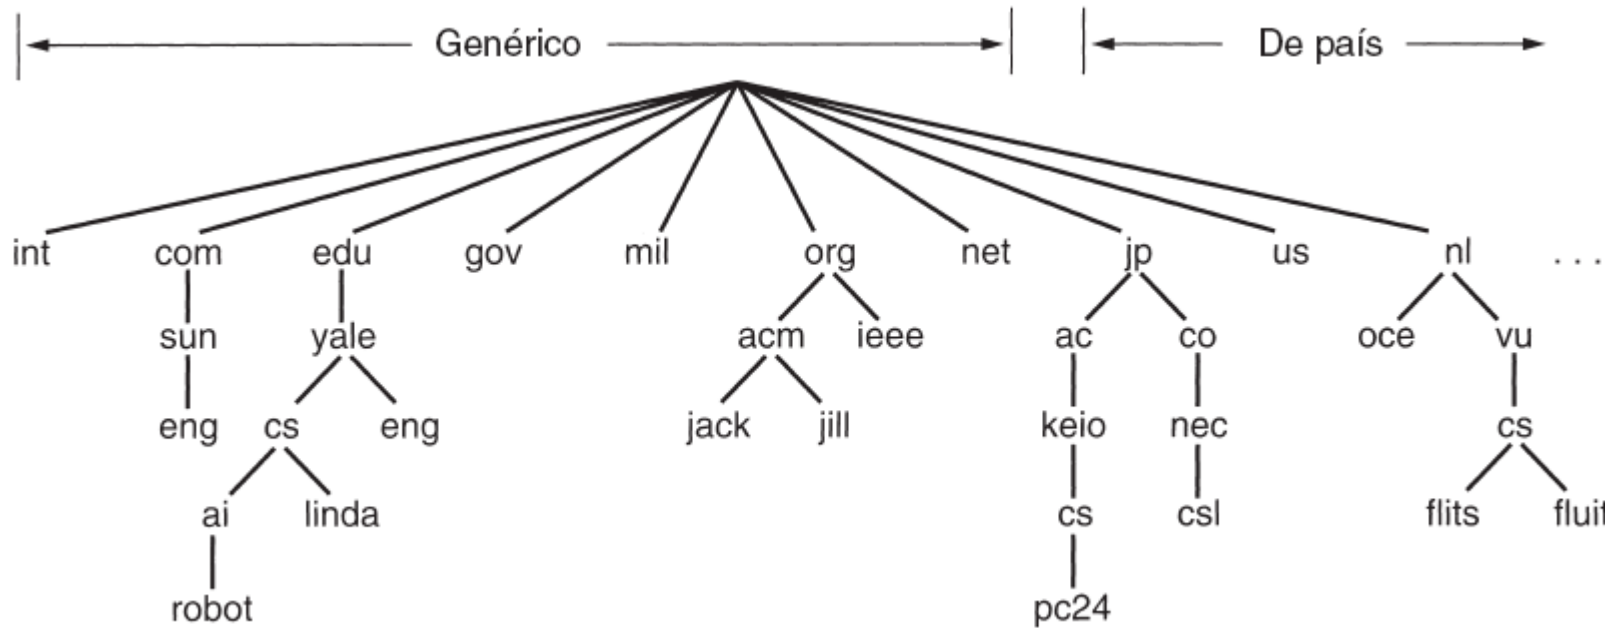 Genérico De país
int com edu gov mil org net jp us nl ...
sun yale acm ieee ac co oce vu
eng cs eng jack jill keio nec cs
ai linda cs csl flits fluit
robot pc24